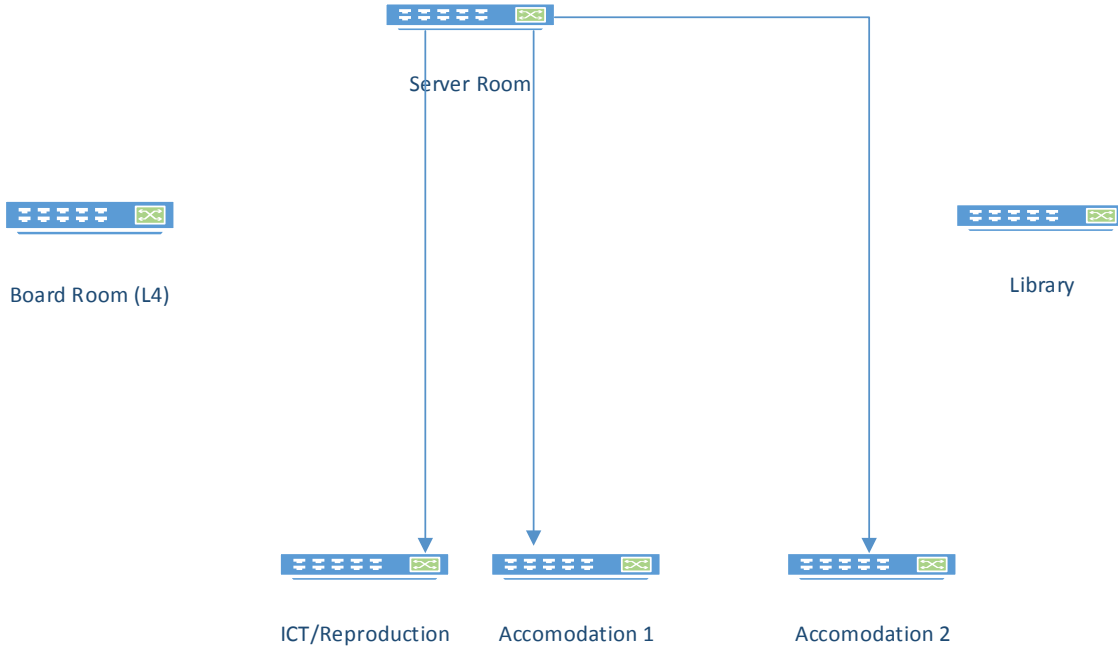 Server Room
Board Room (L4)
Library
ICT/Reproduction
Accomodation 1
Accomodation 2